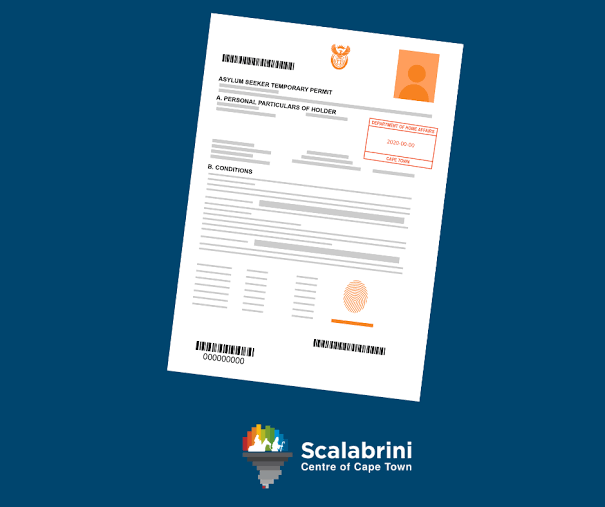 ASYLUM SEEKER TEMPORARY PERMIT
A. PERSONAL PARTICULARS OF HOLDER
DEPARTMENT OF HOME AFFAIRS
2020-00-00
CAPE TOWN
B. CONDITIONS
000000000
Scalabrini
Centre of Cape Town